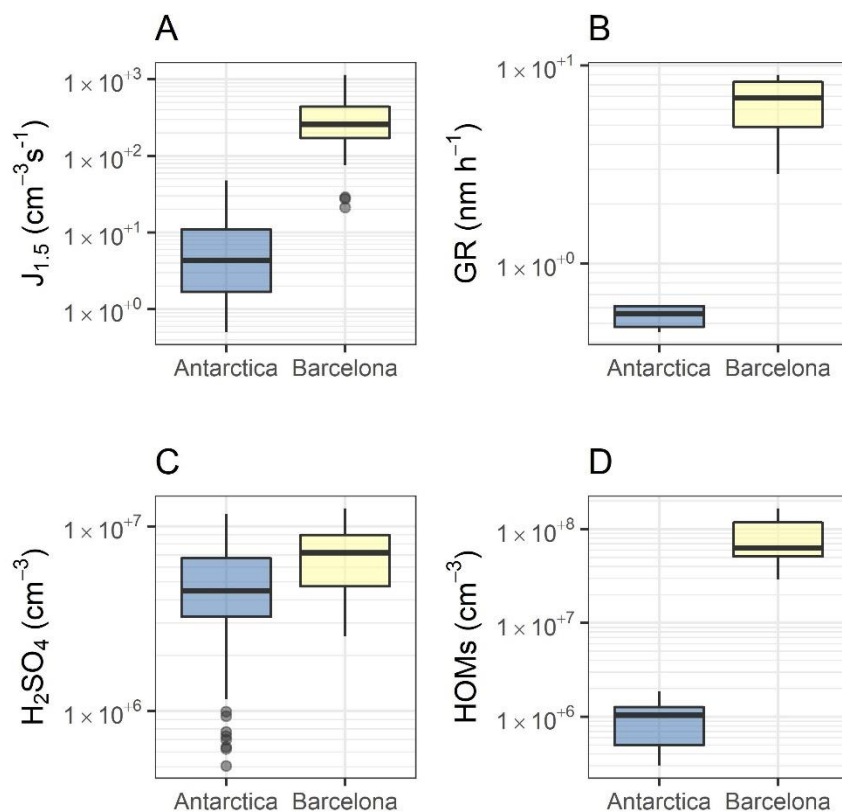 A
J₁.₅ (cm⁻³s⁻¹)
1 × 10⁺³
1 × 10⁺²
1 × 10⁺¹
1 × 10⁺⁰
Antarctica Barcelona
B
GR (nm h⁻¹)
1 × 10⁺¹
1 × 10⁺⁰
Antarctica Barcelona
C
H₂SO₄ (cm⁻³)
1 × 10⁺⁷
1 × 10⁺⁶
Antarctica Barcelona
D
HOMs (cm⁻³)
1 × 10⁺⁸
1 × 10⁺⁷
1 × 10⁺⁶
Antarctica Barcelona